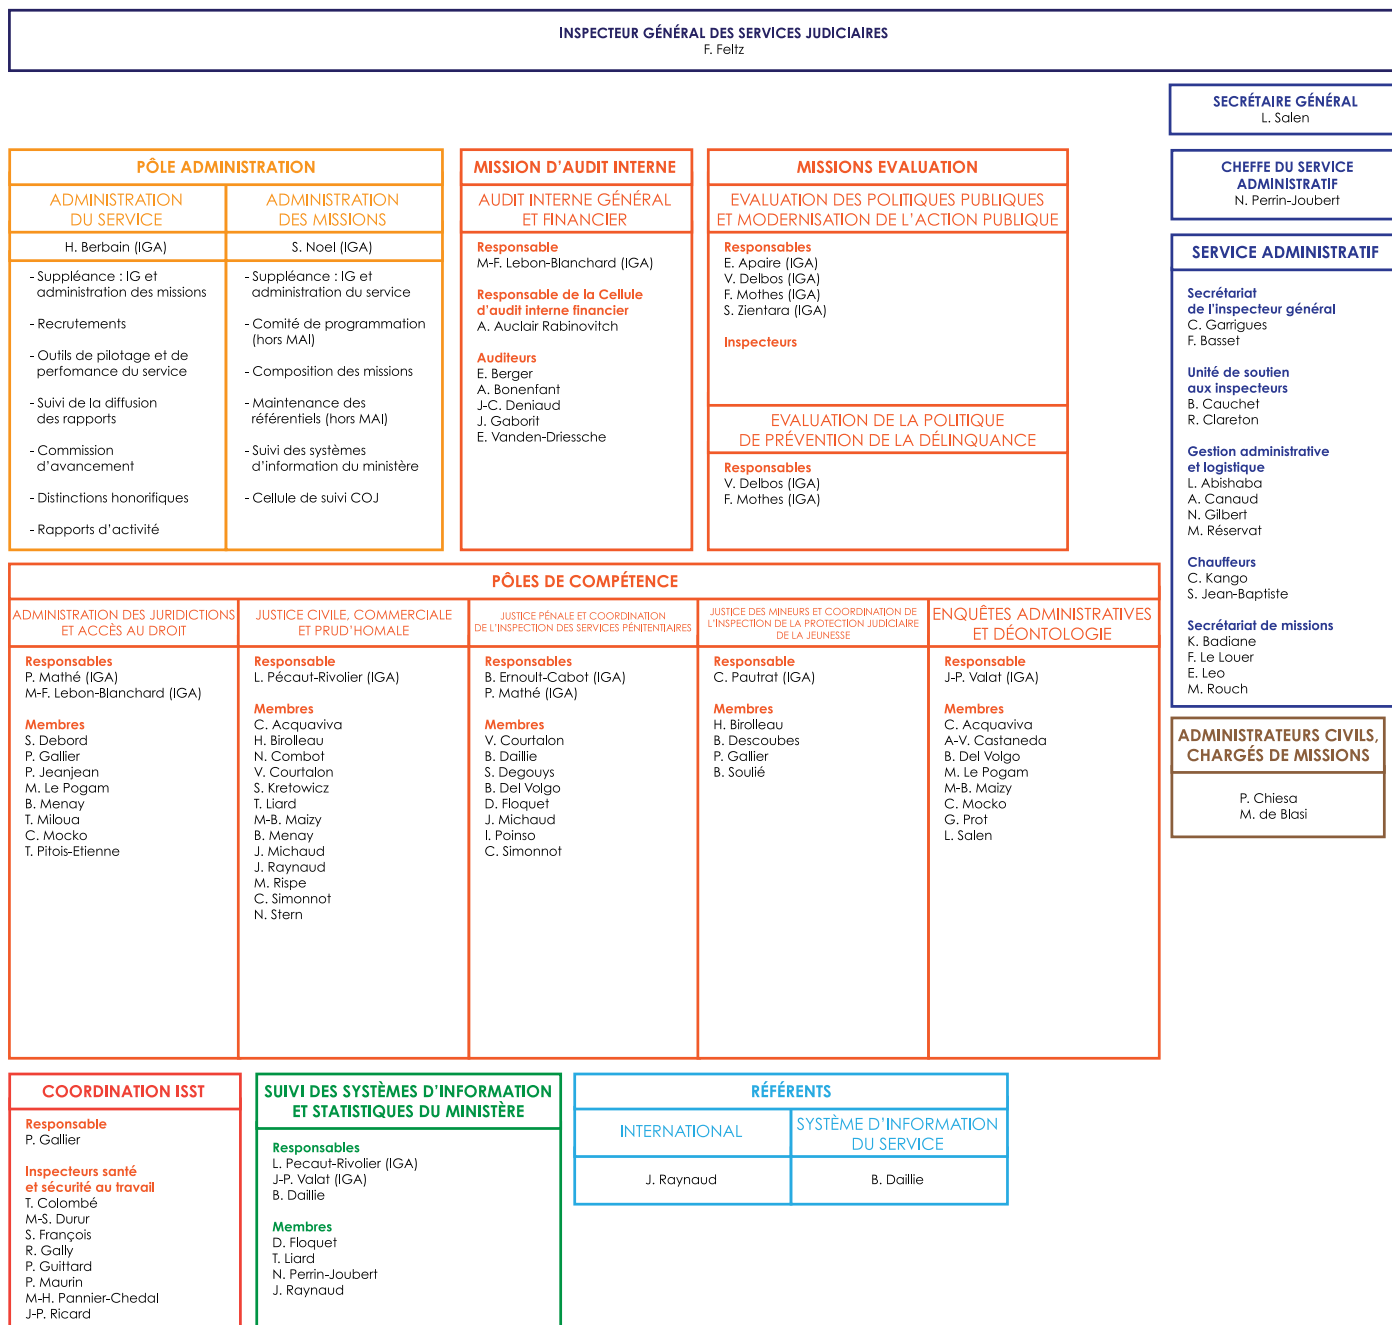 INSPECTEUR GÉNÉRAL DES SERVICES JUDICIAIRES
F. Feltz
SECRÉTAIRE GÉNÉRAL
L. Salen
CHEFFE DU SERVICE
ADMINISTRATIF
N. Perrin-Joubert
PÔLE ADMINISTRATION
ADMINISTRATION
DU SERVICE
H. Berbain (IGA)
- Suppléance : IG et
administration des missions
- Recrutements
- Outils de pilotage et de
perfomance du service
- Suivi de la diffusion
des rapports
- Commission
d'avancement
- Distinctions honorifiques
- Rapports d'activité
ADMINISTRATION
DES MISSIONS
S. Noel (IGA)
- Suppléance : IG et
administration du service
- Comité de programmation
(hors MAI)
- Composition des missions
- Maintenance des
référentiels (hors MAI)
- Suivi des systèmes
d'information du ministère
- Cellule de suivi COJ
MISSION D'AUDIT INTERNE
AUDIT INTERNE GÉNÉRAL
ET FINANCIER
Responsable
M-F. Lebon-Blanchard (IGA)
Responsable de la Cellule
d'audit interne financier
A. Auclair Rabinovitch
Auditeurs
E. Berger
A. Bonenfant
J-C. Deniaud
J. Gaborit
E. Vanden-Driessche
MISSIONS EVALUATION
EVALUATION DES POLITIQUES PUBLIQUES
ET MODERNISATION DE L'ACTION PUBLIQUE
Responsables
E. Apaire (IGA)
V. Delbos (IGA)
F. Mothes (IGA)
S. Zientara (IGA)
Inspecteurs
EVALUATION DE LA POLITIQUE
DE PRÉVENTION DE LA DÉLINQUANCE
Responsables
V. Delbos (IGA)
F. Mothes (IGA)
SERVICE ADMINISTRATIF
Secrétariat
de l'inspecteur général
C. Garrigues
F. Basset
Unité de soutien
aux inspecteurs
B. Cauchet
R. Clareton
Gestion administrative
et logistique
L. Abishaba
A. Canaud
N. Gilbert
M. Réservat
Chauffeurs
C. Kango
S. Jean-Baptiste
Secrétariat de missions
K. Badiane
F. Le Louer
E. Leo
M. Rouch
ADMINISTRATEURS CIVILS,
CHARGÉS DE MISSIONS
P. Chiesa
M. de Blasi
PÔLES DE COMPÉTENCE
ADMINISTRATION DES JURIDICTIONS
ET ACCÈS AU DROIT
Responsables
P. Mathé (IGA)
M-F. Lebon-Blanchard (IGA)
Membres
S. Debord
P. Gallier
P. Jeanjean
M. Le Pogam
B. Menay
T. Miloua
C. Mocko
T. Pitois-Etienne
JUSTICE CIVILE, COMMERCIALE
ET PRUD'HOMALE
Responsable
L. Pécaut-Rivolier (IGA)
Membres
C. Acquaviva
H. Birolleau
N. Combot
V. Courtalon
S. Kretowicz
T. Liard
M-B. Maizy
B. Menay
J. Michaud
J. Raynaud
M. Rispe
C. Simonnot
N. Stern
JUSTICE PÉNALE ET COORDINATION
DE L'INSPECTION DES SERVICES PÉNITENTIAIRES
Responsables
B. Ernoult-Cabot (IGA)
P. Mathé (IGA)
Membres
V. Courtalon
B. Daillie
S. Degouys
B. Del Volgo
D. Floquet
J. Michaud
I. Poinso
C. Simonnot
JUSTICE DES MINEURS ET COORDINATION DE
L'INSPECTION DE LA PROTECTION JUDICIAIRE
DE LA JEUNESSE
Responsable
C. Pautrat (IGA)
Membres
H. Birolleau
B. Descoubes
P. Gallier
B. Soulié
ENQUÊTES ADMINISTRATIVES
ET DÉONTOLOGIE
Responsable
J-P. Valat (IGA)
Membres
C. Acquaviva
A-V. Castaneda
B. Del Volgo
M. Le Pogam
M-B. Maizy
C. Mocko
G. Prot
L. Salen
COORDINATION ISST
Responsable
P. Gallier
Inspecteurs santé
et sécurité au travail
T. Colombé
M-S. Durur
S. François
R. Gally
P. Guittard
P. Maurin
M-H. Pannier-Chedal
J-P. Ricard
SUIVI DES SYSTÈMES D'INFORMATION
ET STATISTIQUES DU MINISTÈRE
Responsables
L. Pecaut-Rivolier (IGA)
J-P. Valat (IGA)
B. Daillie
Membres
D. Floquet
T. Liard
N. Perrin-Joubert
J. Raynaud
RÉFÉRENTS
INTERNATIONAL
J. Raynaud
SYSTÈME D'INFORMATION
DU SERVICE
B. Daillie